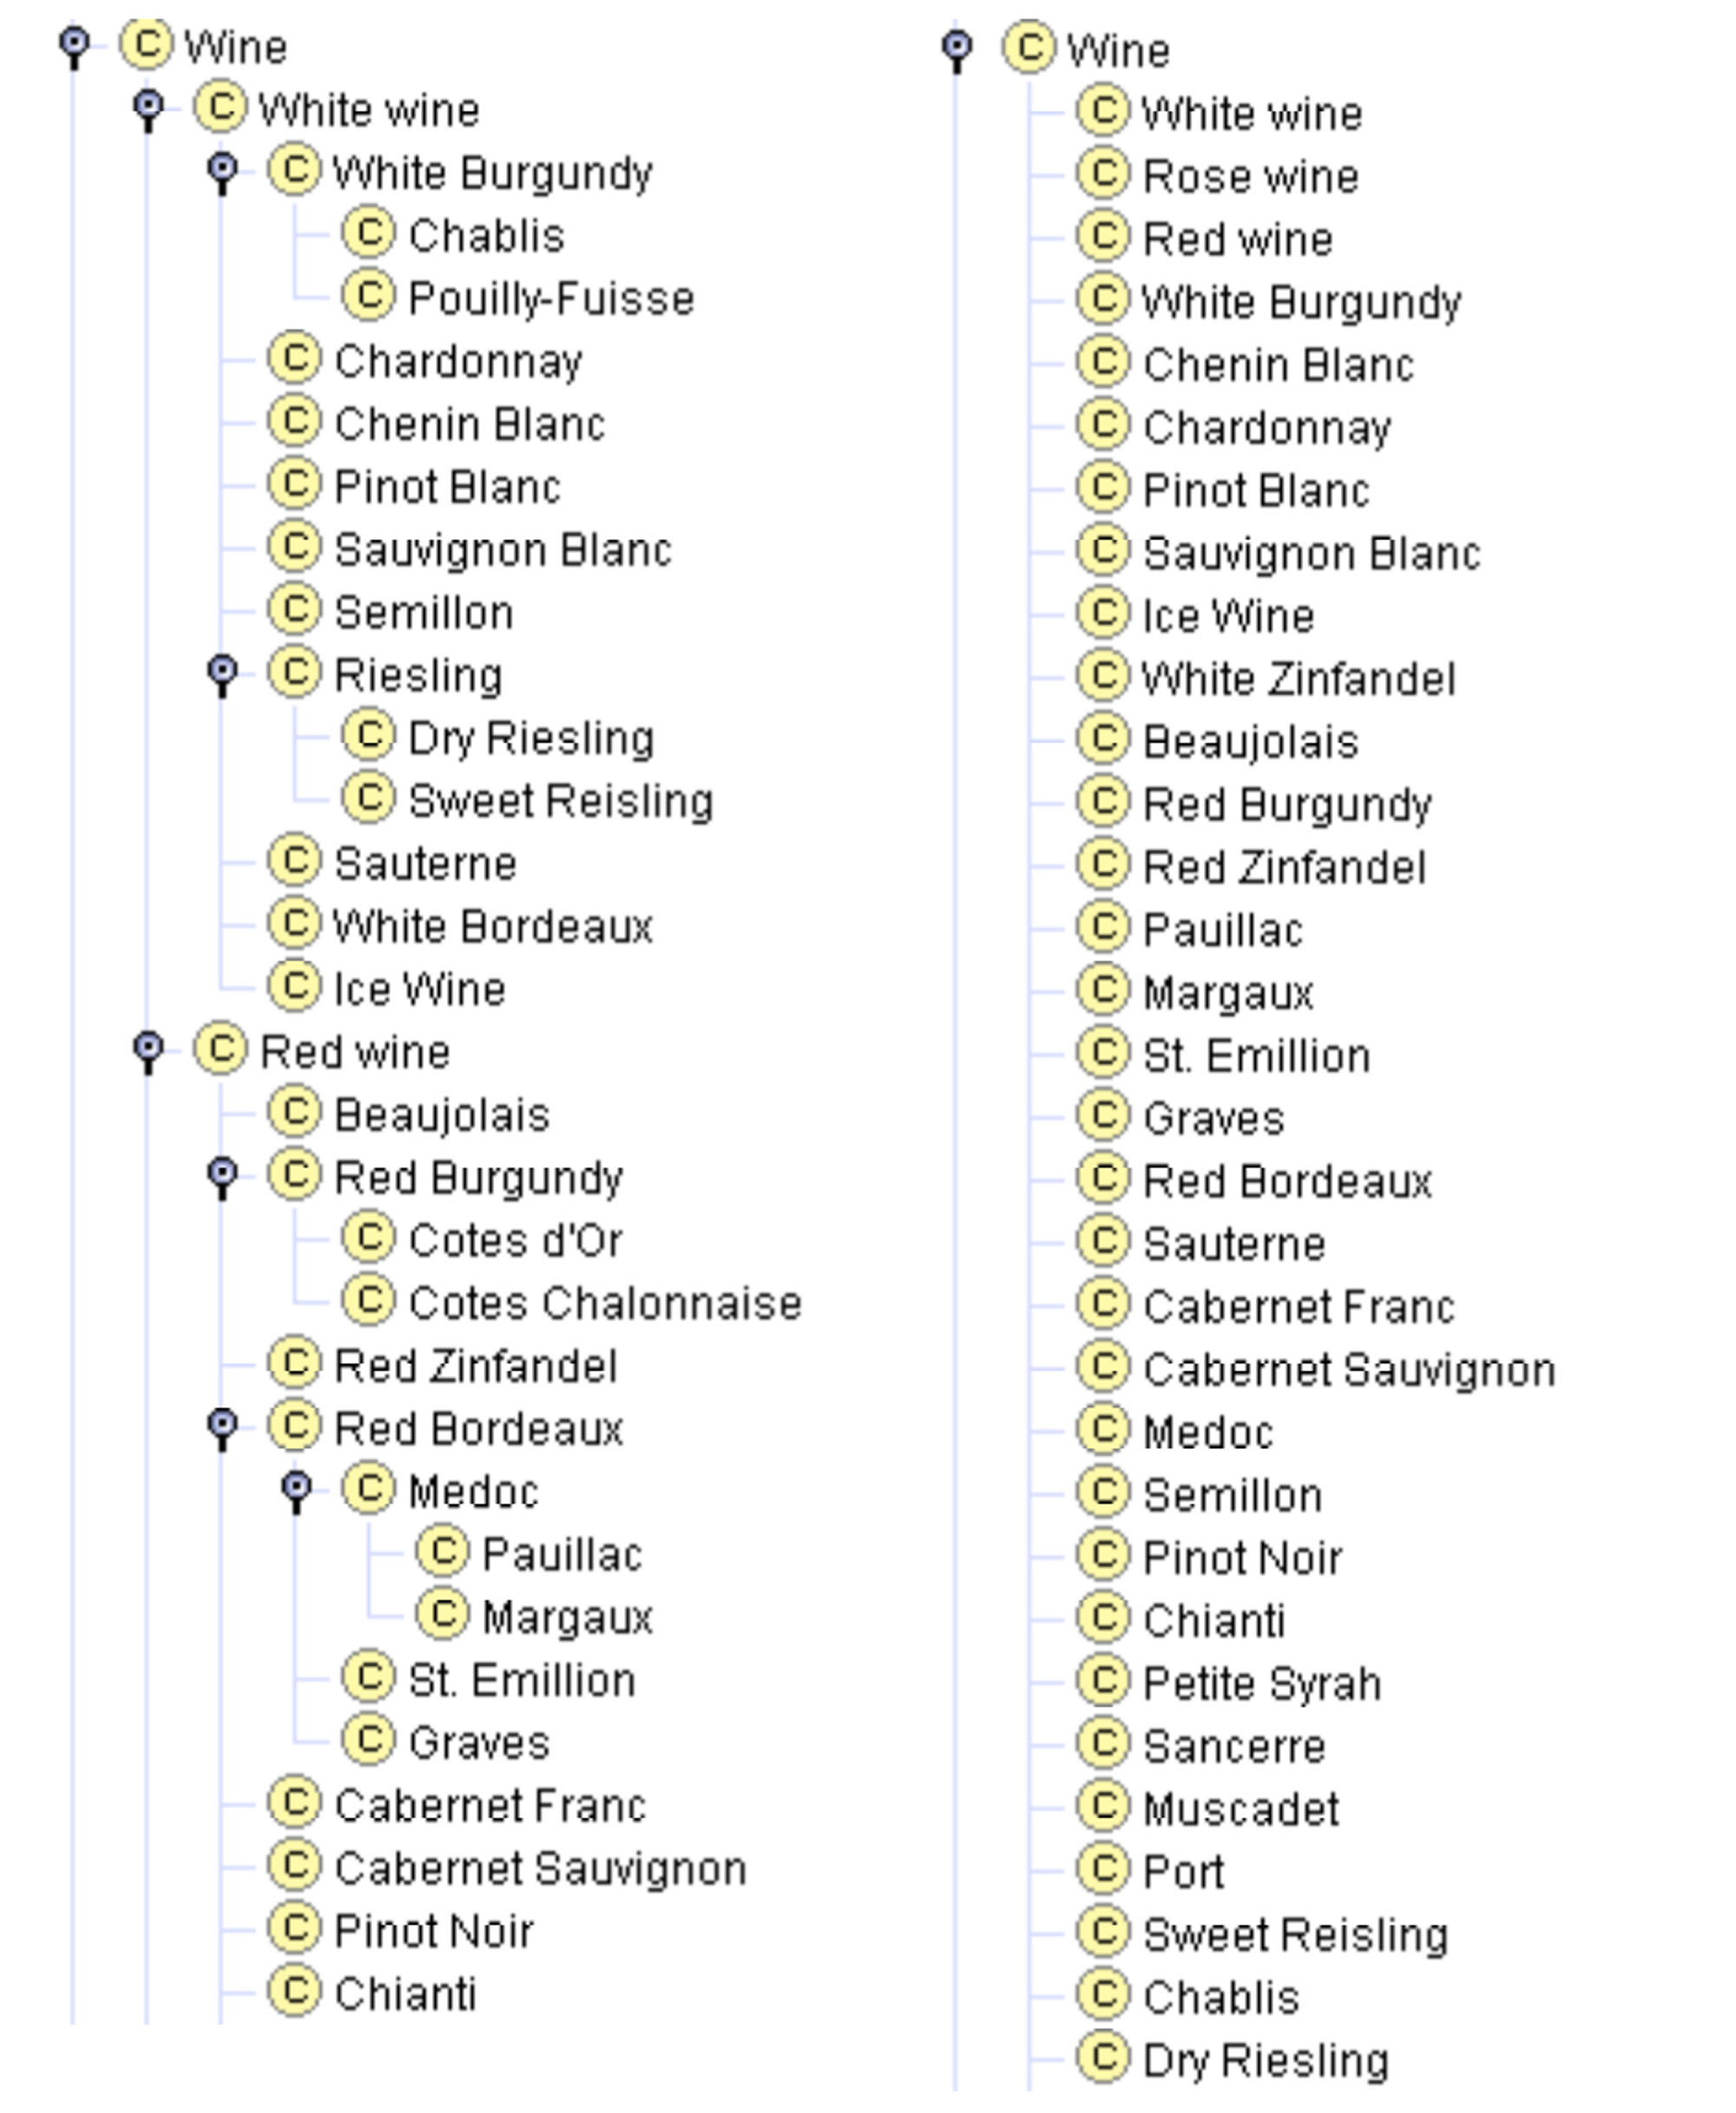 Wine
White wine
White Burgundy
Chablis
Pouilly-Fuisse
Chardonnay
Chenin Blanc
Pinot Blanc
Sauvignon Blanc
Semillon
Riesling
Dry Riesling
Sweet Reisling
Sauterne
White Bordeaux
Ice Wine
Red wine
Beaujolais
Red Burgundy
Cotes d'Or
Cotes Chalonnaise
Red Zinfandel
Red Bordeaux
Medoc
Pauillac
Margaux
St. Emillion
Graves
Cabernet Franc
Cabernet Sauvignon
Pinot Noir
Chianti
Wine
White wine
Rose wine
Red wine
White Burgundy
Chenin Blanc
Chardonnay
Pinot Blanc
Sauvignon Blanc
Ice Wine
White Zinfandel
Beaujolais
Red Burgundy
Red Zinfandel
Pauillac
Margaux
St. Emillion
Graves
Red Bordeaux
Sauterne
Cabernet Franc
Cabernet Sauvignon
Medoc
Semillon
Pinot Noir
Chianti
Petite Syrah
Sancerre
Muscadet
Port
Sweet Reisling
Chablis
Dry Riesling